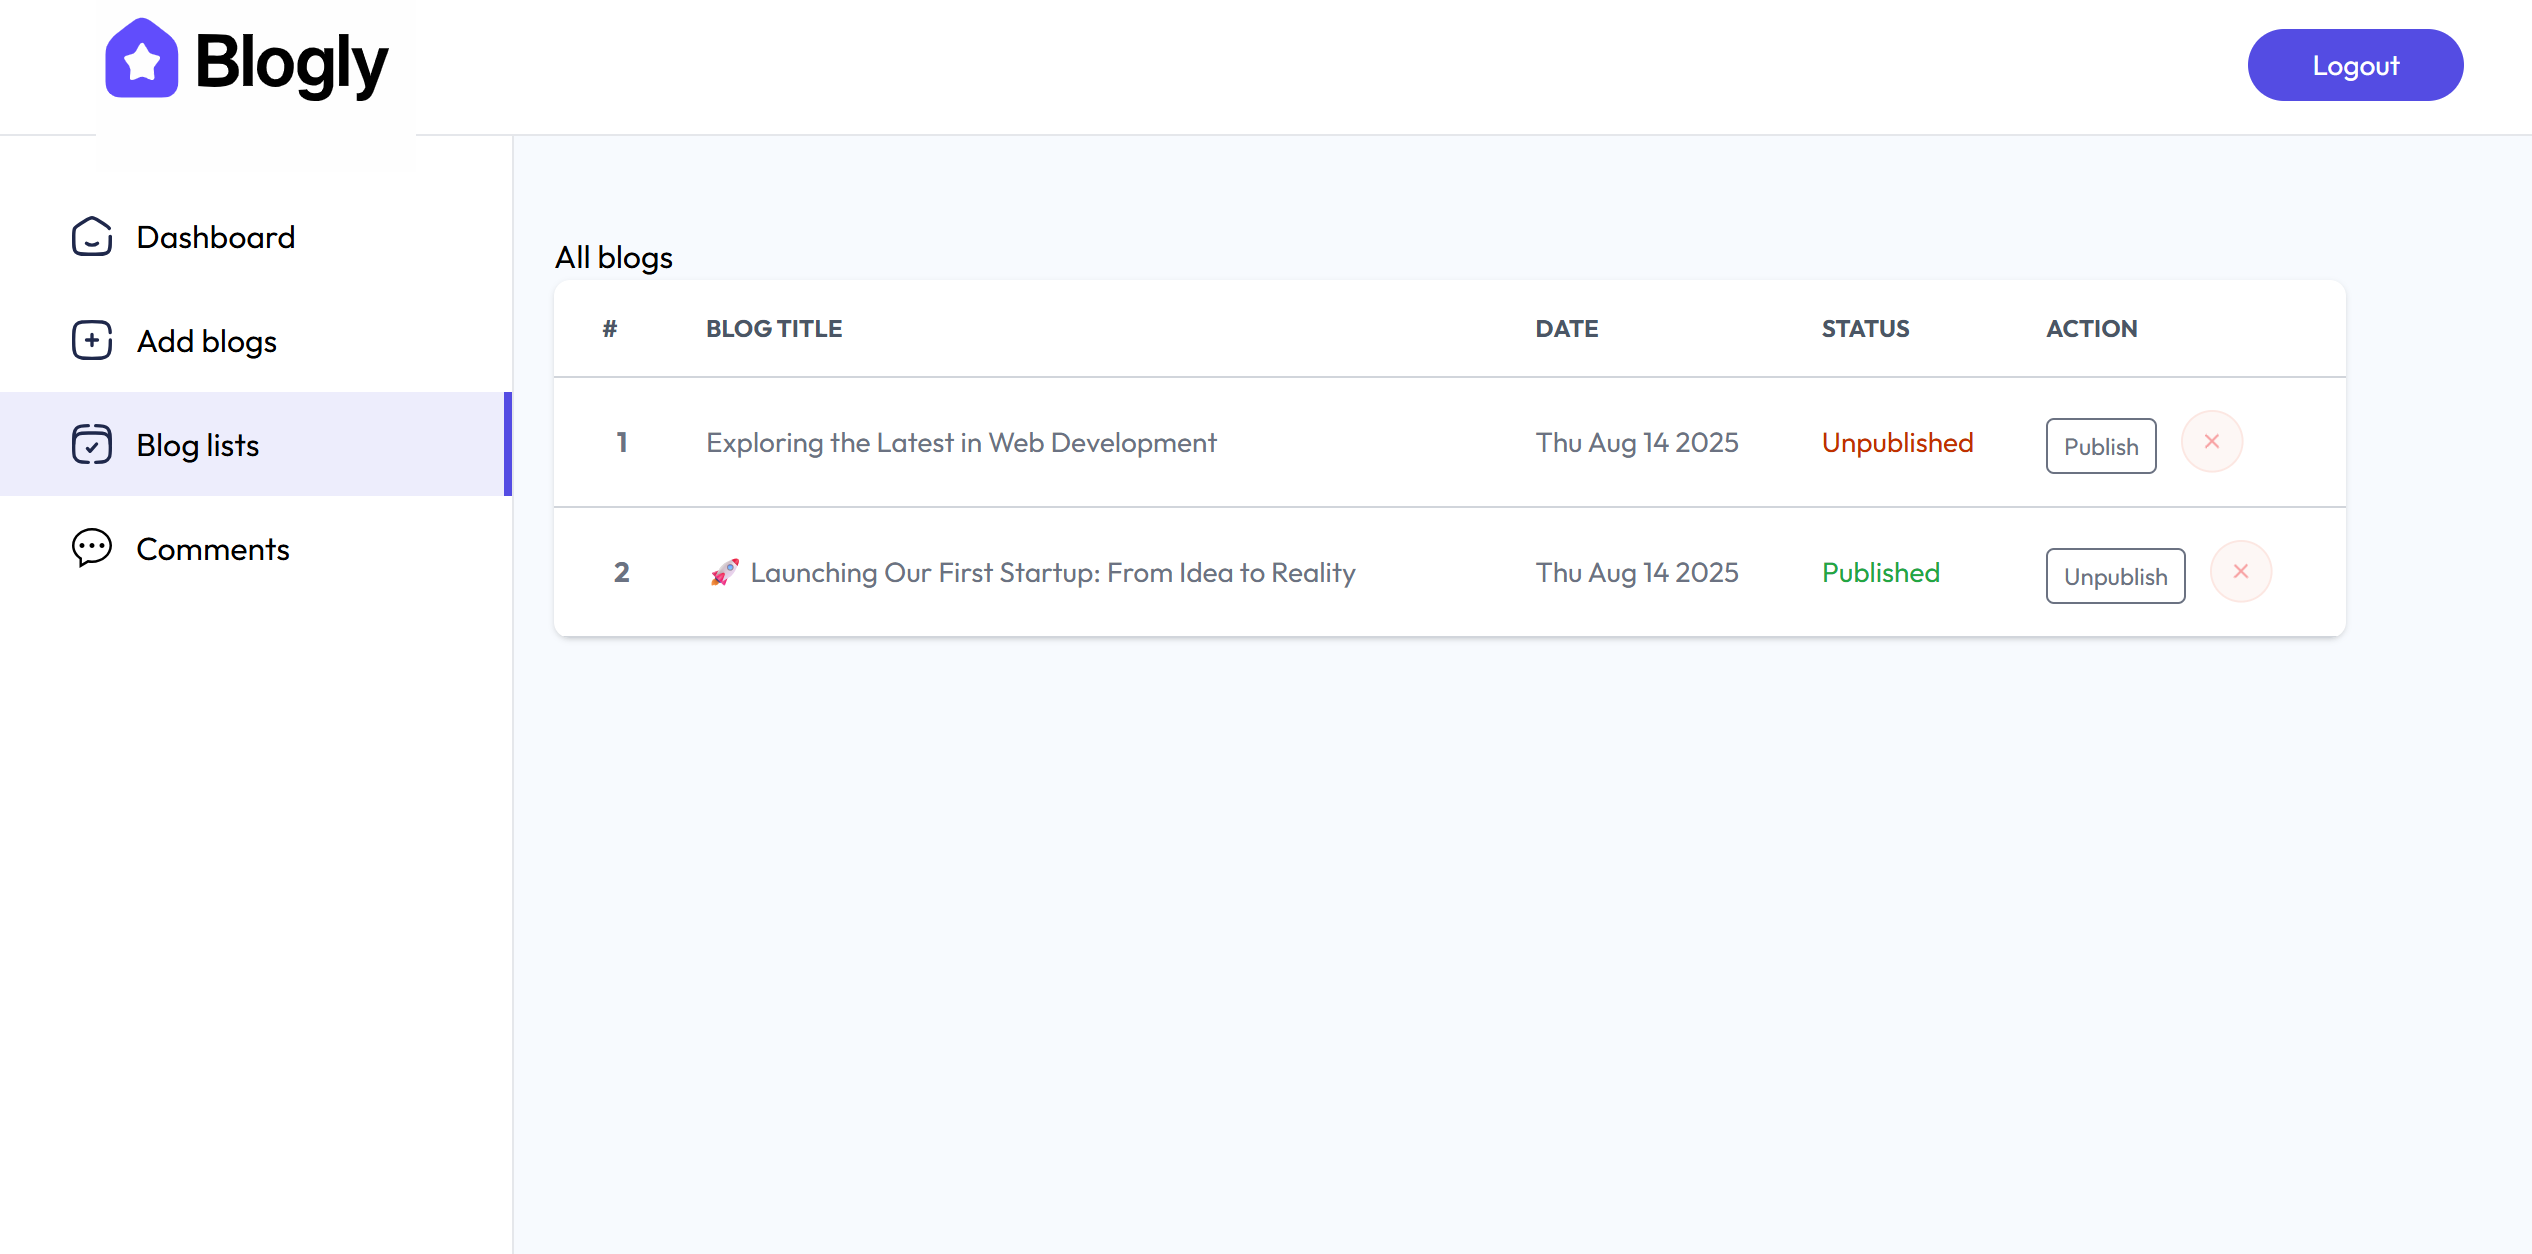 Blogly
Logout
Dashboard
Add blogs
Blog lists
Comments
All blogs
# BLOG TITLE DATE STATUS ACTION
1 Exploring the Latest in Web Development Thu Aug 14 2025 Unpublished Publish
2 🚀 Launching Our First Startup: From Idea to Reality Thu Aug 14 2025 Published Unpublish